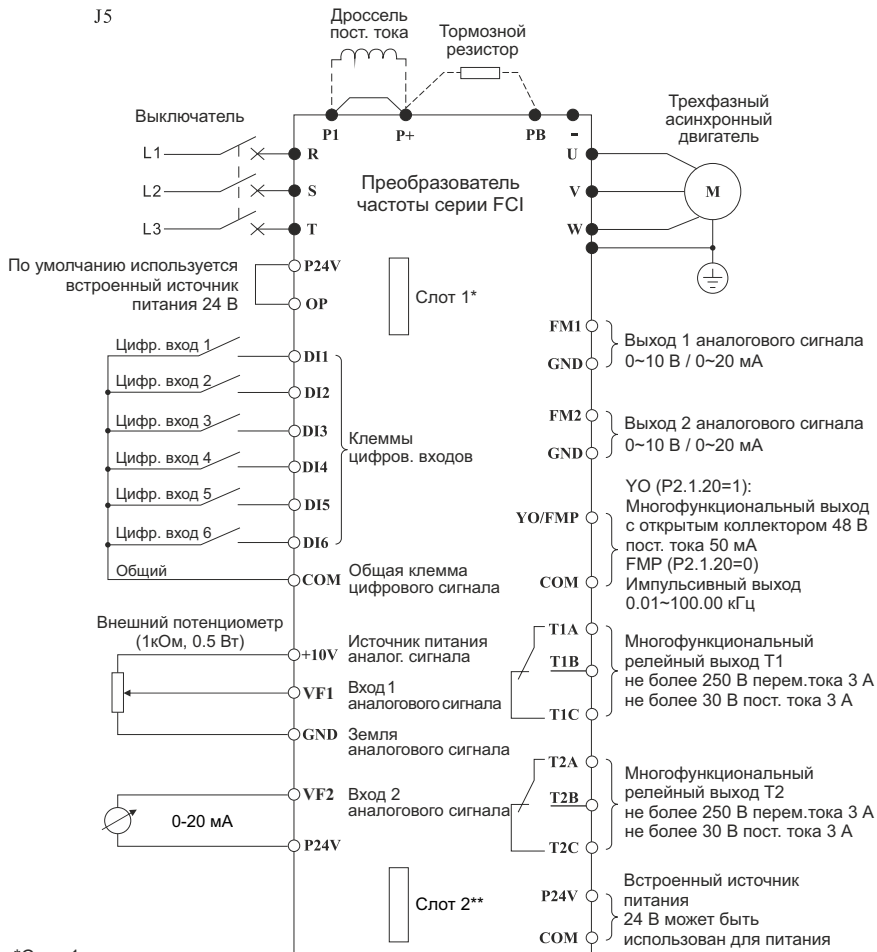 J5
Дроссель
пост. тока
Тормозной
резистор
Выключатель
Трехфазный
асинхронный
двигатель
P1
P+
PB
-
L1
R
U
L2
S
Преобразователь
частоты серии FCI
V
M
L3
T
W
По умолчанию используется
встроенный источник
питания 24 В
P24V
OP
Слот 1*
FM1
GND
Выход 1 аналогового сигнала
0~10 В / 0~20 мА
Цифр. вход 1
DI1
Цифр. вход 2
DI2
Цифр. вход 3
DI3
Цифр. вход 4
DI4
Цифр. вход 5
DI5
Цифр. вход 6
DI6
Клеммы
цифров. входов
Общий
COM
Общая клемма
цифрового сигнала
FM2
GND
Выход 2 аналогового сигнала
0~10 В / 0~20 мА
YO/FMP
COM
YO (P2.1.20=1):
Многофункциональный выход
с открытым коллектором 48 В
пост. тока 50 мА
FMP (P2.1.20=0)
Импульсивный выход
0.01~100.00 кГц
Внешний потенциометр
(1кОм, 0.5 Вт)
+10V
Источник питания
аналог. сигнала
VF1
Вход 1
аналогового сигнала
GND
Земля
аналогового сигнала
T1A
T1B
T1C
Многофункциональный
релейный выход T1
не более 250 В перем.тока 3 А
не более 30 В пост. тока 3 А
VF2
Вход 2
аналогового сигнала
0-20 мА
P24V
T2A
T2B
T2C
Многофункциональный
релейный выход T2
не более 250 В перем.тока 3 А
не более 30 В пост. тока 3 А
Слот 2**
P24V
COM
Встроенный источник
питания
24 В может быть
использован для питания